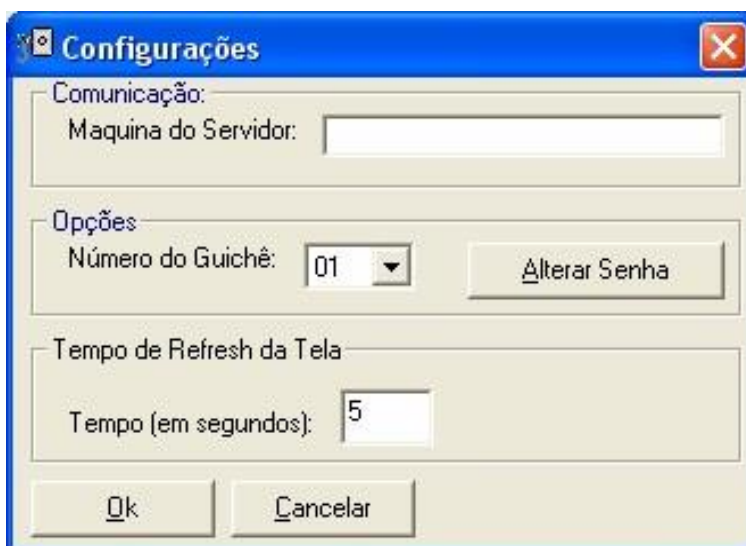 Configurações
Comunicação:
Maquina do Servidor:
Opções
Número do Guichê: 01 Alterar Senha
Tempo de Refresh da Tela
Tempo (em segundos): 5
Ok Cancelar